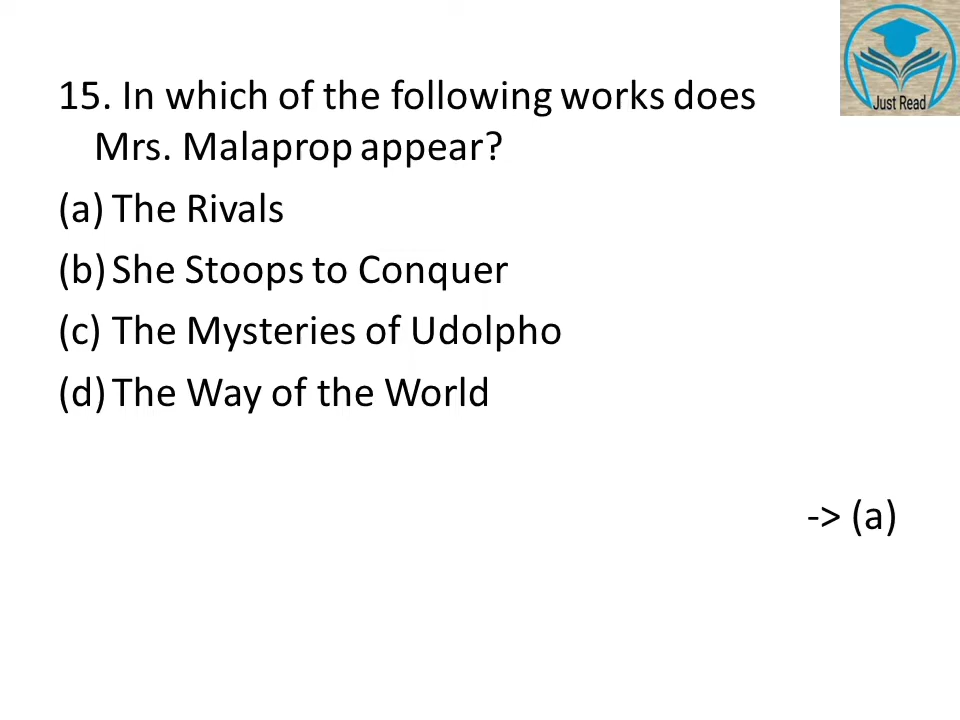 Just Read
15. In which of the following works does
Mrs. Malaprop appear?
(a) The Rivals
(b) She Stoops to Conquer
(c) The Mysteries of Udolpho
(d) The Way of the World
-> (a)